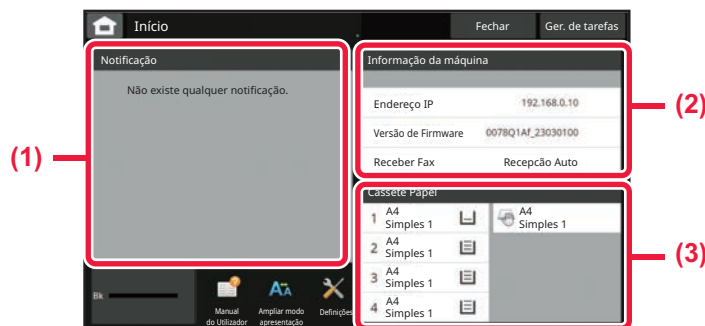 Início
Fechar
Ger. de tarefas
Notificação
Não existe qualquer notificação.
(1)
Informação da máquina
Endereço IP 192.168.0.10
Versão de Firmware 0078Q1Af_23030100
Receber Fax Recepcão Auto
(2)
Cassete Papel
1 A4
Simples 1
2 A4
Simples 1
3 A4
Simples 1
4 A4
Simples 1
A4
Simples 1
(3)
Bk
Manual
do Utilizador
AA
Ampliar modo
apresentação
Definições